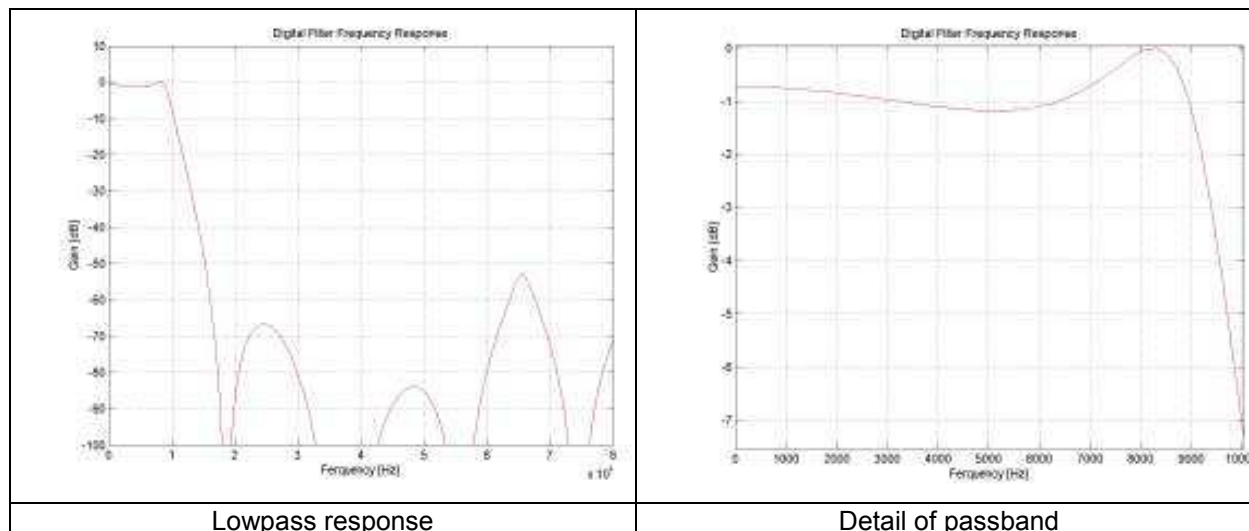 Digital Filter Frequency Response
10
0
-10
-20
-30
-40
-50
-60
-70
-80
-90
-100
Gain [dB]
0 1 2 3 4 5 6 7 8
Ferquency [Hz]
x 10⁴
Lowpass response
Digital Filter Frequency Response
0
-1
-2
-3
-4
-5
-6
-7
Gain [dB]
0 1000 2000 3000 4000 5000 6000 7000 8000 9000 10000
Ferquency [Hz]
Detail of passband